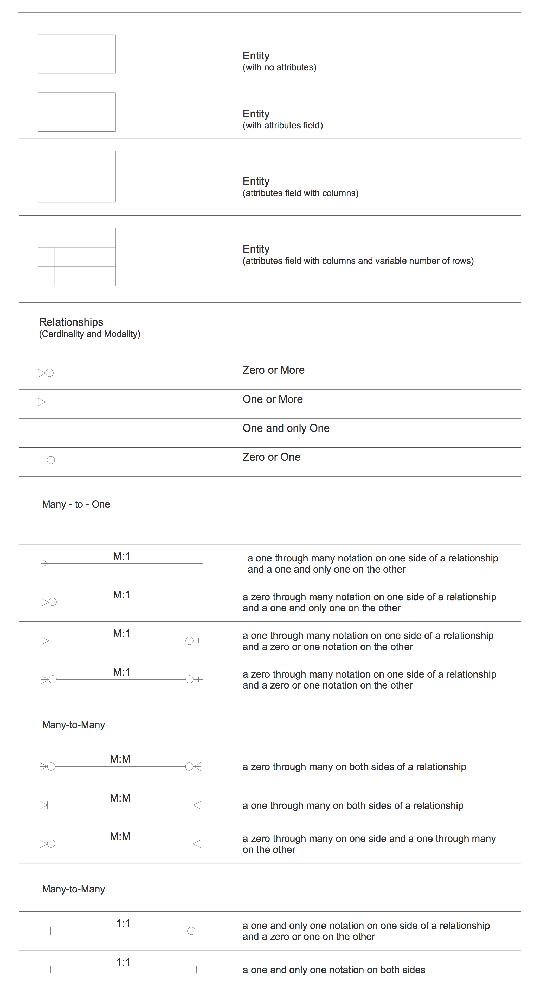 Entity
(with no attributes)
Entity
(with attributes field)
Entity
(attributes field with columns)
Entity
(attributes field with columns and variable number of rows)
Relationships
(Cardinality and Modality)
Zero or More
One or More
One and only One
Zero or One
Many - to - One
M:1
a one through many notation on one side of a relationship
and a one and only one on the other
M:1
a zero through many notation on one side of a relationship
and a one and only one on the other
M:1
a one through many notation on one side of a relationship
and a zero or one notation on the other
M:1
a zero through many notation on one side of a relationship
and a zero or one notation on the other
Many-to-Many
M:M
a zero through many on both sides of a relationship
M:M
a one through many on both sides of a relationship
M:M
a zero through many on one side and a one through many
on the other
Many-to-Many
1:1
a one and only one notation on one side of a relationship
and a zero or one on the other
1:1
a one and only one notation on both sides